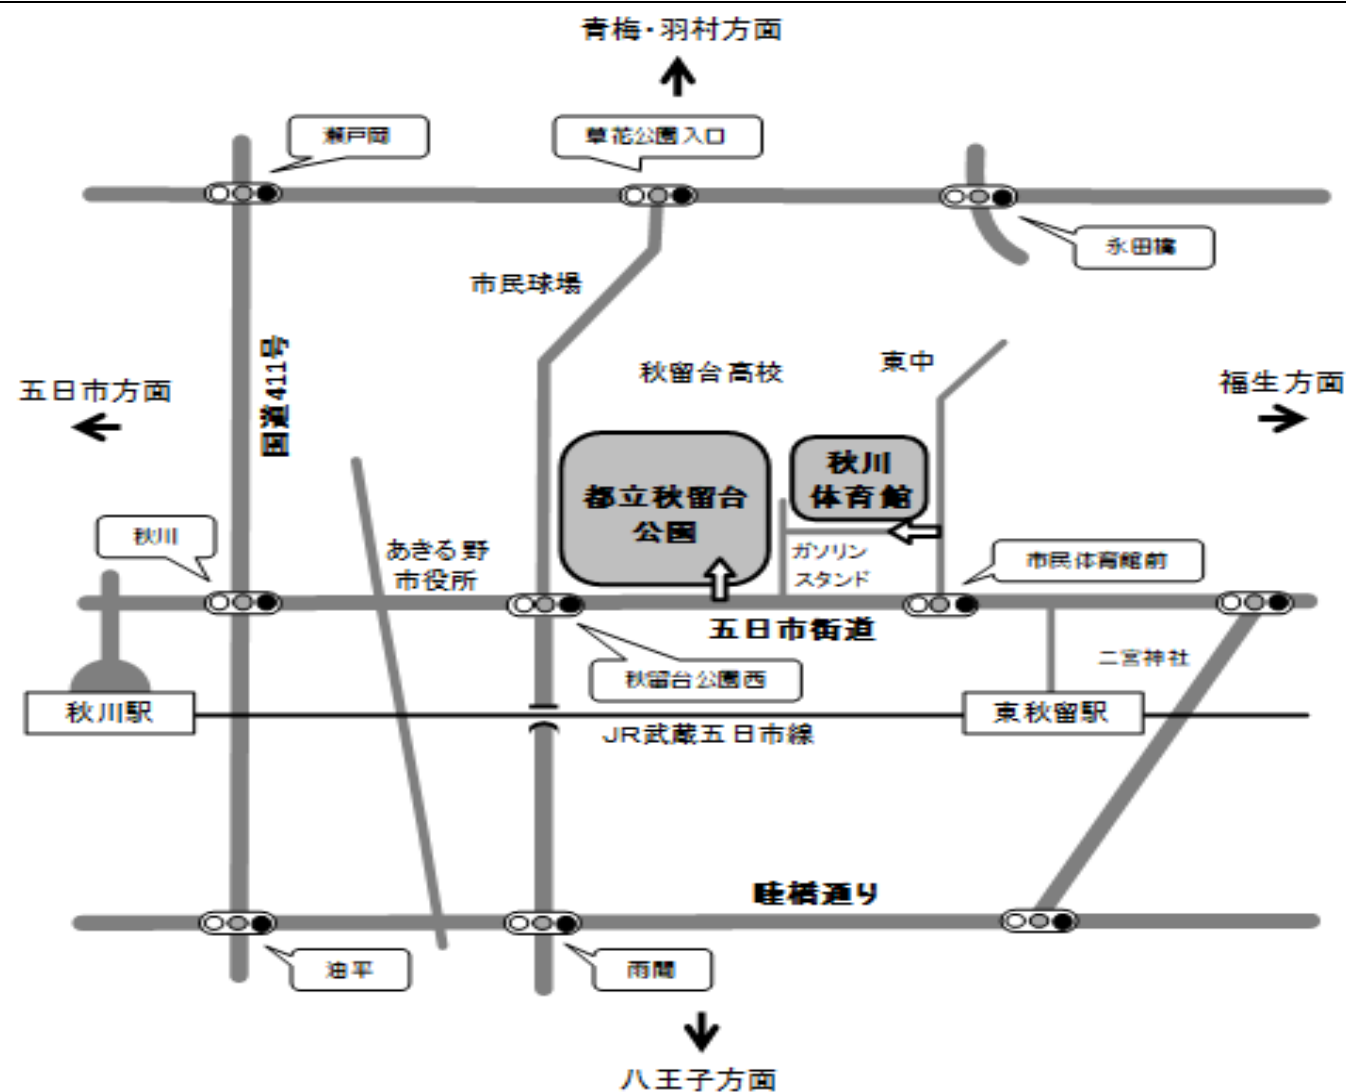 青梅・羽村方面
瀬戸岡
草花公園入口
永田橋
市民球場
国道411号
秋留台高校
東中
五日市方面
福生方面
都立秋留台
公園
秋川
体育館
秋川
あきる野
市役所
ガソリン
スタンド
市民体育館前
五日市街道
二宮神社
秋留台公園西
秋川駅
東秋留駅
JR武蔵五日市線
睦橋通り
油平
雨間
八王子方面